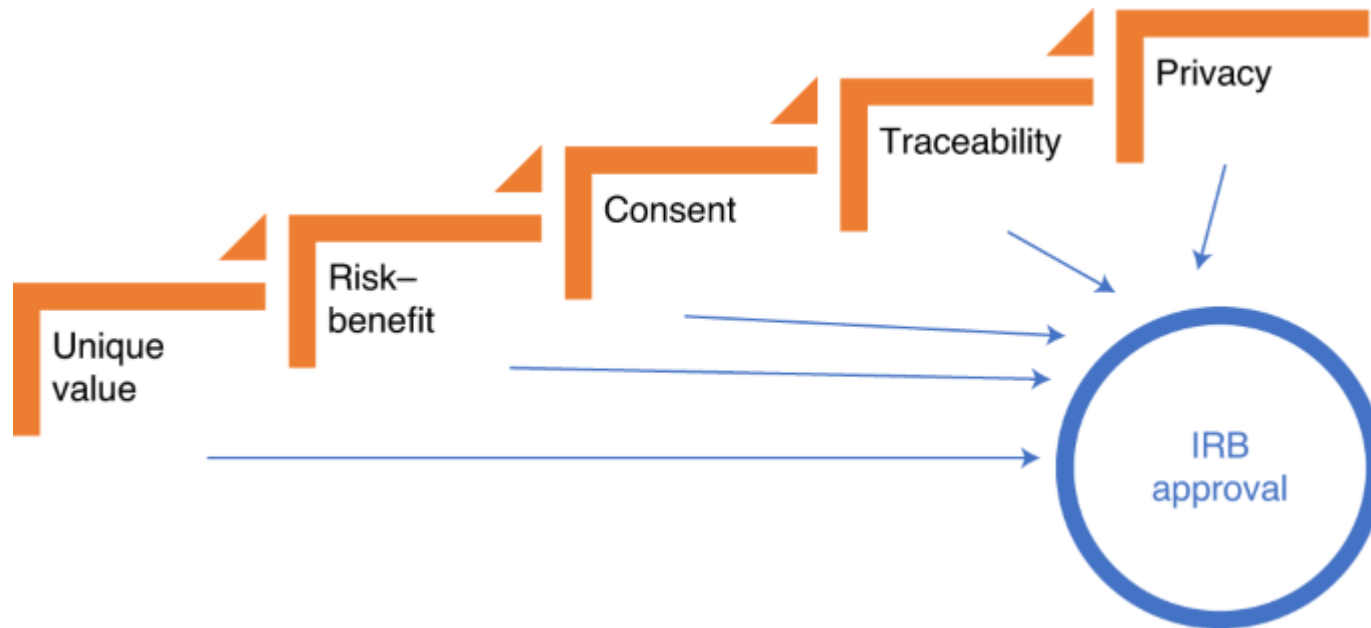 Unique
value
Risk–
benefit
Consent
Traceability
Privacy
IRB
approval